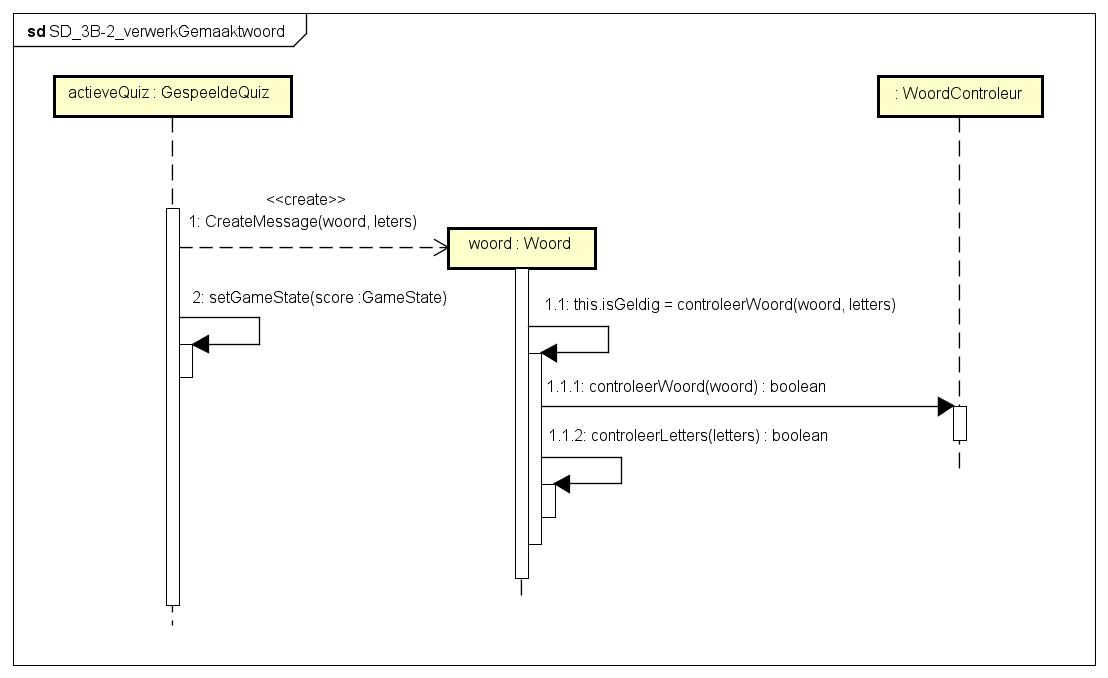 sd SD_3B-2_verwerkGemaaktwoord
actieveQuiz : GespeeldeQuiz
: WoordControleur
<<create>>
1: CreateMessage(woord, leters)
woord : Woord
2: setGameState(score :GameState)
1.1: this.isGeldig = controleerWoord(woord, letters)
1.1.1: controleerWoord(woord) : boolean
1.1.2: controleerLetters(letters) : boolean